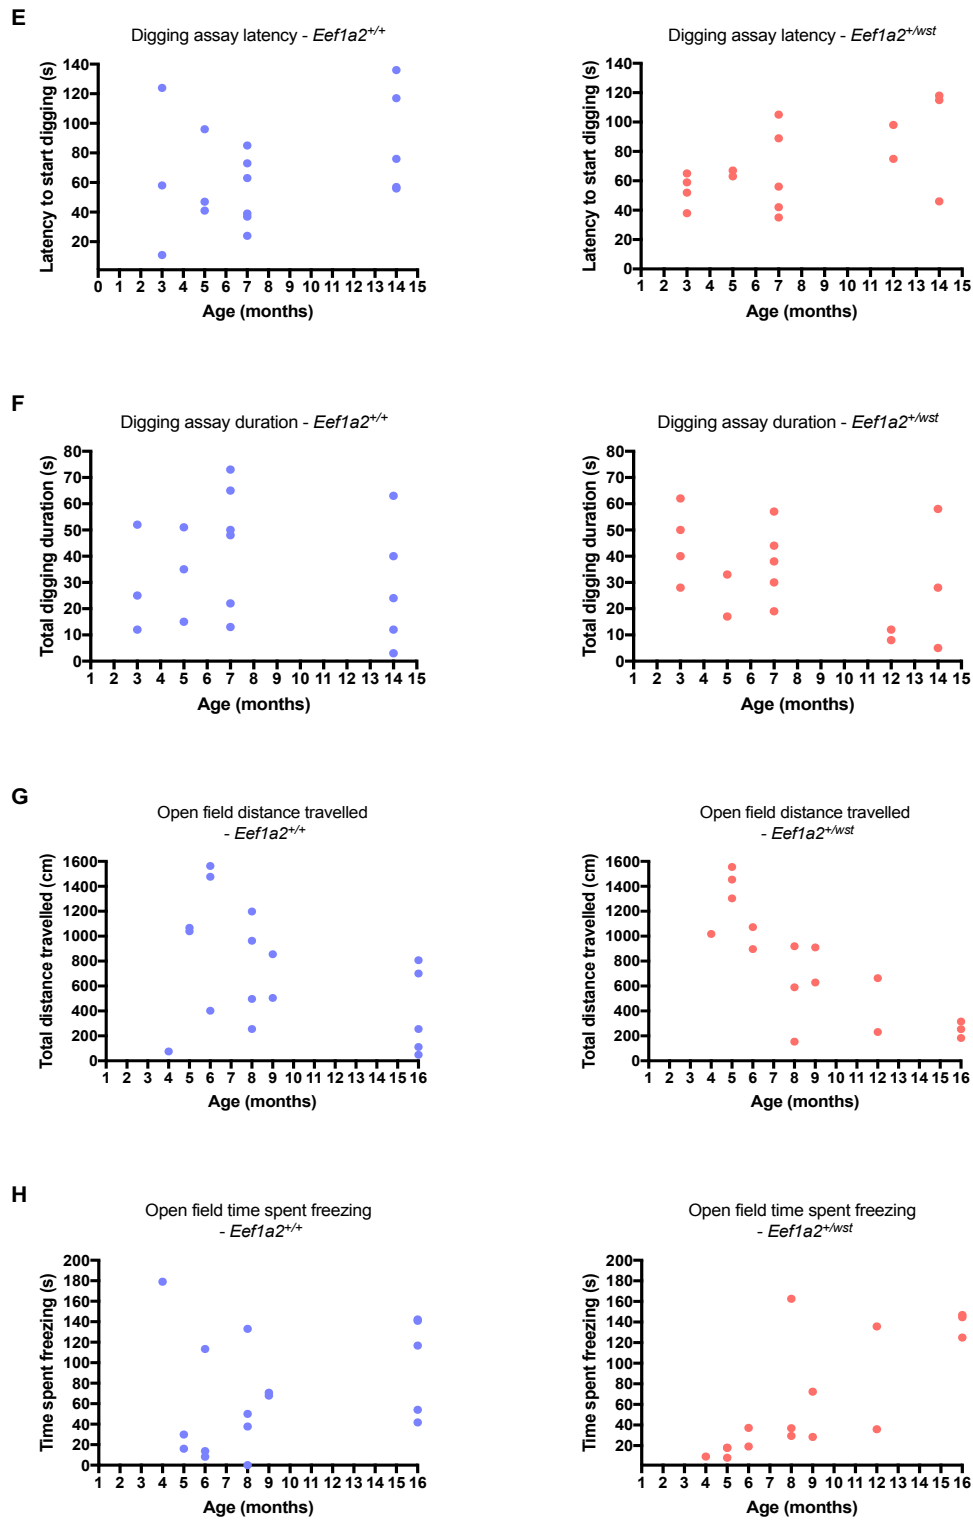 E
Digging assay latency - Eef1a2+/+
Digging assay latency - Eef1a2+/wst
Latency to start digging (s)
140
120
100
80
60
40
20
0 1 2 3 4 5 6 7 8 9 10 11 12 13 14 15
Age (months)
Latency to start digging (s)
140
120
100
80
60
40
20
0
1 2 3 4 5 6 7 8 9 10 11 12 13 14 15
Age (months)
F
Digging assay duration - Eef1a2+/+
Digging assay duration - Eef1a2+/wst
Total digging duration (s)
80
70
60
50
40
30
20
10
0
1 2 3 4 5 6 7 8 9 10 11 12 13 14 15
Age (months)
Total digging duration (s)
80
70
60
50
40
30
20
10
0
1 2 3 4 5 6 7 8 9 10 11 12 13 14 15
Age (months)
G
Open field distance travelled
- Eef1a2+/+
Open field distance travelled
- Eef1a2+/wst
Total distance travelled (cm)
1600
1400
1200
1000
800
600
400
200
0
1 2 3 4 5 6 7 8 9 10 11 12 13 14 15 16
Age (months)
Total distance travelled (cm)
1600
1400
1200
1000
800
600
400
200
0
1 2 3 4 5 6 7 8 9 10 11 12 13 14 15 16
Age (months)
H
Open field time spent freezing
- Eef1a2+/+
Open field time spent freezing
- Eef1a2+/wst
Time spent freezing (s)
200
180
160
140
120
100
80
60
40
20
0
1 2 3 4 5 6 7 8 9 10 11 12 13 14 15 16
Age (months)
Time spent freezing (s)
200
180
160
140
120
100
80
60
40
20
1 2 3 4 5 6 7 8 9 10 11 12 13 14 15 16
Age (months)